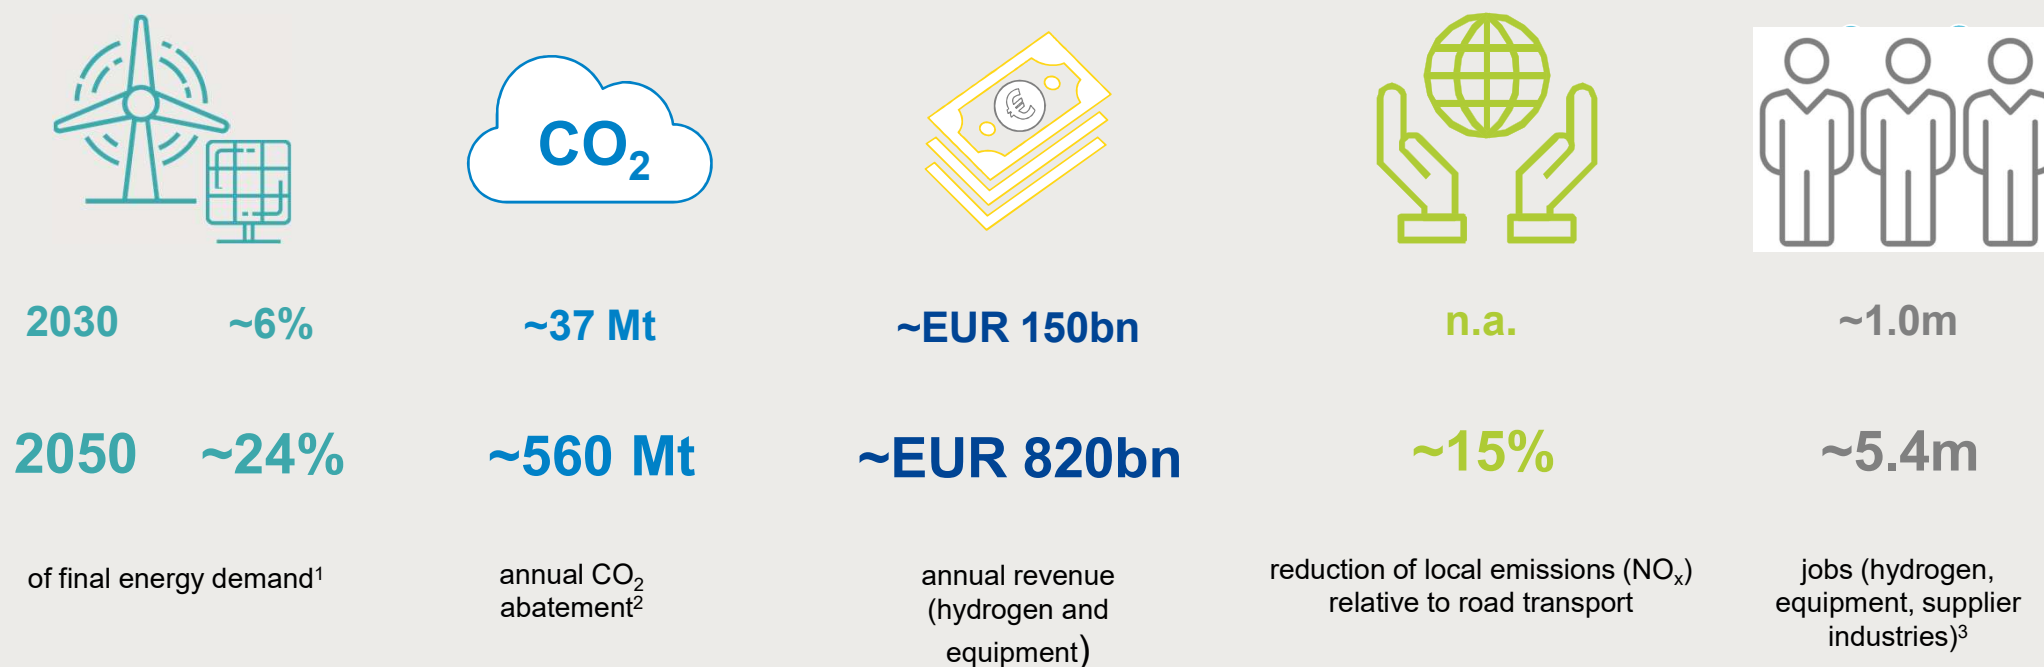 CO₂
€
2030 ~6% ~37 Mt ~EUR 150bn n.a. ~1.0m
2050 ~24% ~560 Mt ~EUR 820bn ~15% ~5.4m
of final energy demand¹
annual CO₂
abatement²
annual revenue
(hydrogen and
equipment)
reduction of local emissions (NOₓ)
relative to road transport
jobs (hydrogen,
equipment, supplier
industries)³